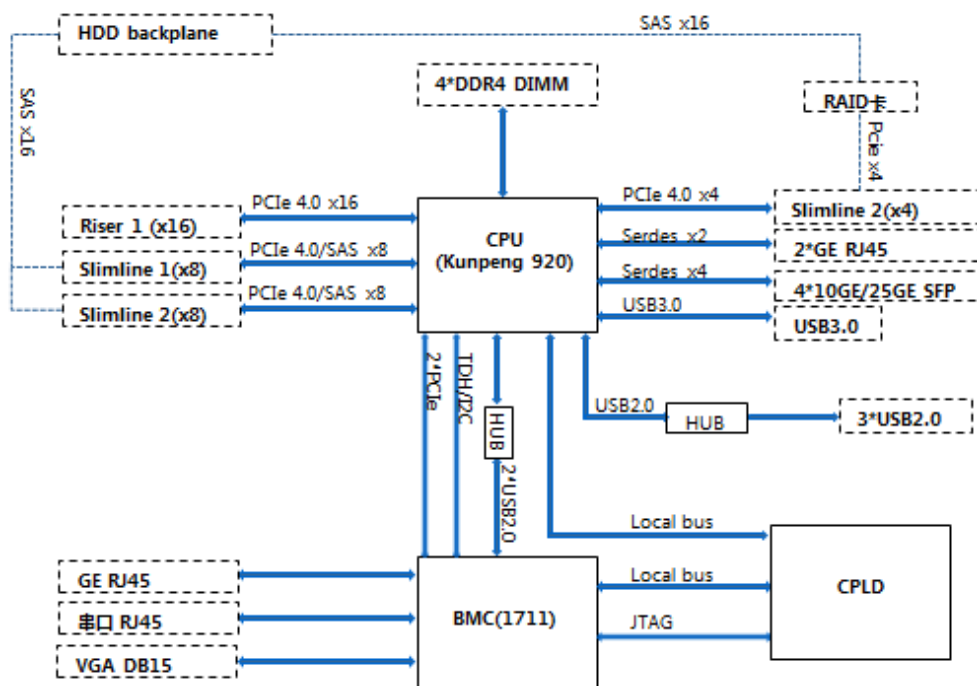 HDD backplane
SAS x16
SAS x16
4*DDR4 DIMM
RAID卡
Pcie x4
PCIe 4.0 x16
PCIe 4.0 x4
Riser 1 (x16)
CPU
(Kunpeng 920)
Slimline 2(x4)
PCIe 4.0/SAS x8
Serdes x2
Slimline 1(x8)
2*GE RJ45
PCIe 4.0/SAS x8
Serdes x4
Slimline 2(x8)
4*10GE/25GE SFP
USB3.0
USB3.0
2*PCIe
TDH/I2C
HUB
2*USB2.0
USB2.0
HUB
3*USB2.0
Local bus
GE RJ45
Local bus
CPLD
串口 RJ45
BMC(1711)
JTAG
VGA DB15